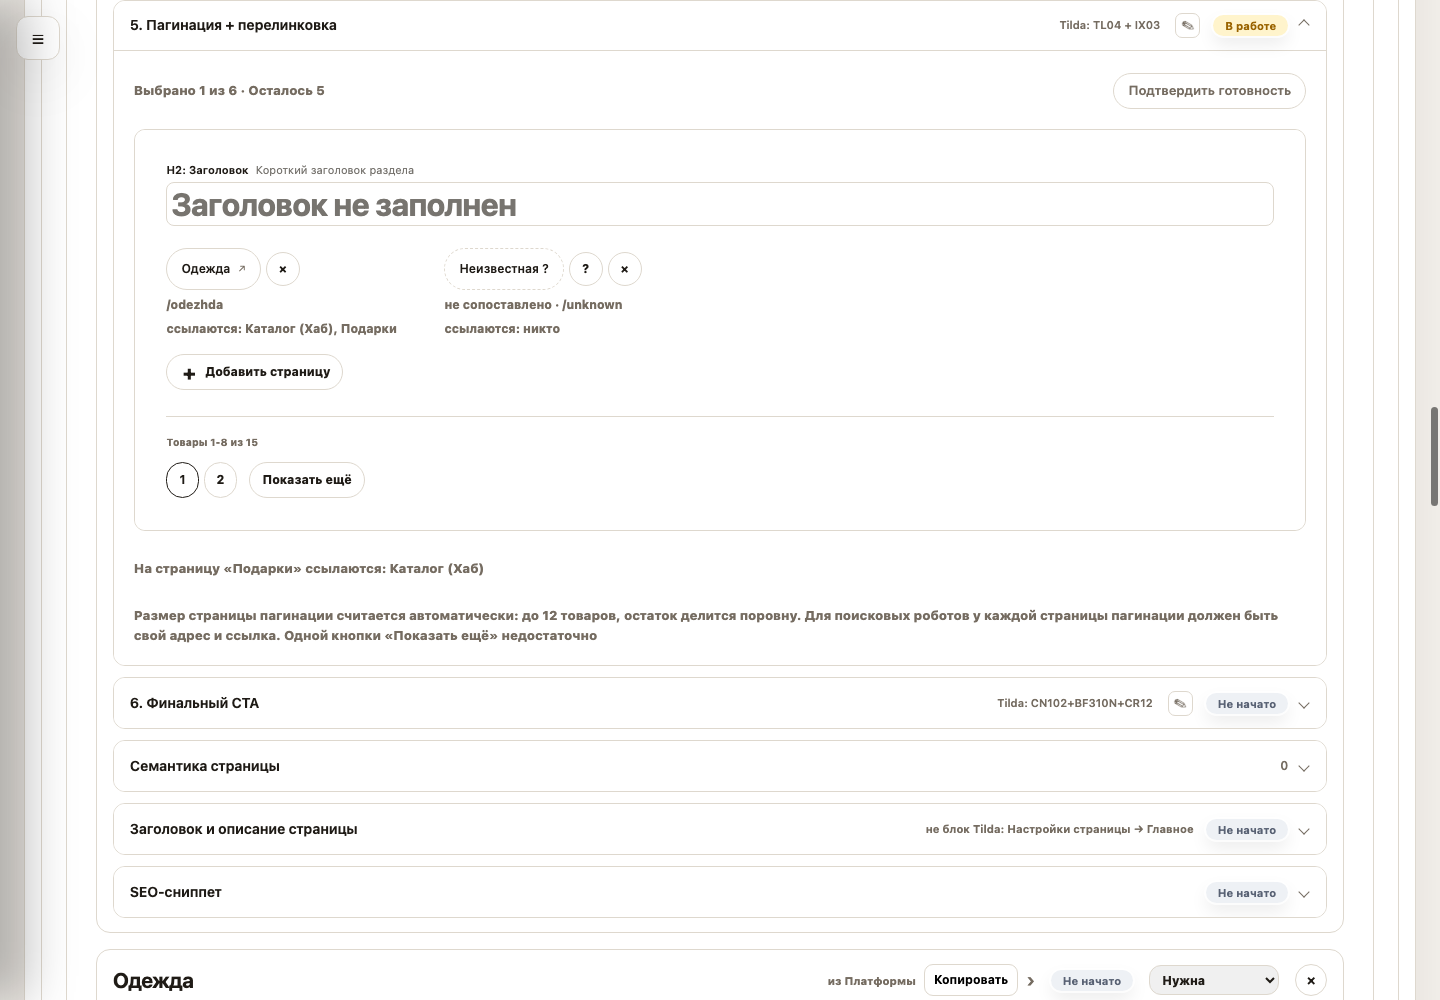 5. Пагинация + перелинковка Tilda: TL04 + IX03 В работе
Выбрано 1 из 6 · Осталось 5 Подтвердить готовность
H2: Заголовок Короткий заголовок раздела
Заголовок не заполнен
Одежда ↗ × Неизвестная ? ? ×
/odezhda не сопоставлено · /unknown
ссылаются: Каталог (Хаб), Подарки ссылаются: никто
+ Добавить страницу
Товары 1-8 из 15
1 2 Показать ещё
На страницу «Подарки» ссылаются: Каталог (Хаб)
Размер страницы пагинации считается автоматически: до 12 товаров, остаток делится поровну. Для поисковых роботов у каждой страницы пагинации должен быть
свой адрес и ссылка. Одной кнопки «Показать ещё» недостаточно
6. Финальный CTA Tilda: CN102+BF310N+CR12 Не начато
Семантика страницы 0
Заголовок и описание страницы не блок Tilda: Настройки страницы → Главное Не начато
SEO-сниппет Не начато
Одежда из Платформы Копировать › Не начато Нужна ×